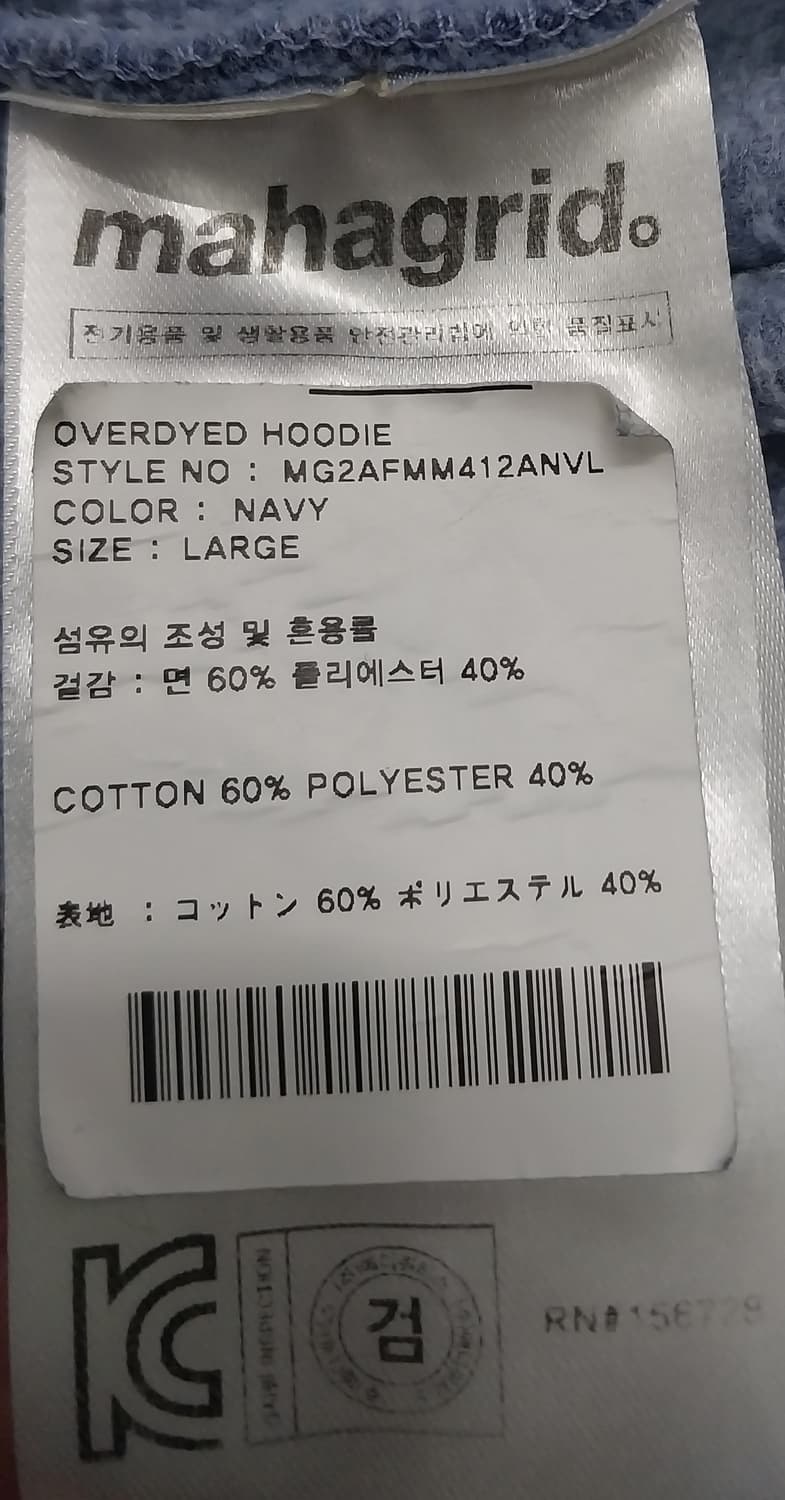 mahagrid
전기용품 및 생활용품 안전관리법에 의한 품질표시
OVERDYED HOODIE
STYLE NO : MG2AFMM412ANVL
COLOR : NAVY
SIZE : LARGE
섬유의 조성 및 혼용률
겉감 : 면 60% 폴리에스터 40%
COTTON 60% POLYESTER 40%
表地 : コットン 60% ポリエステル 40%
검